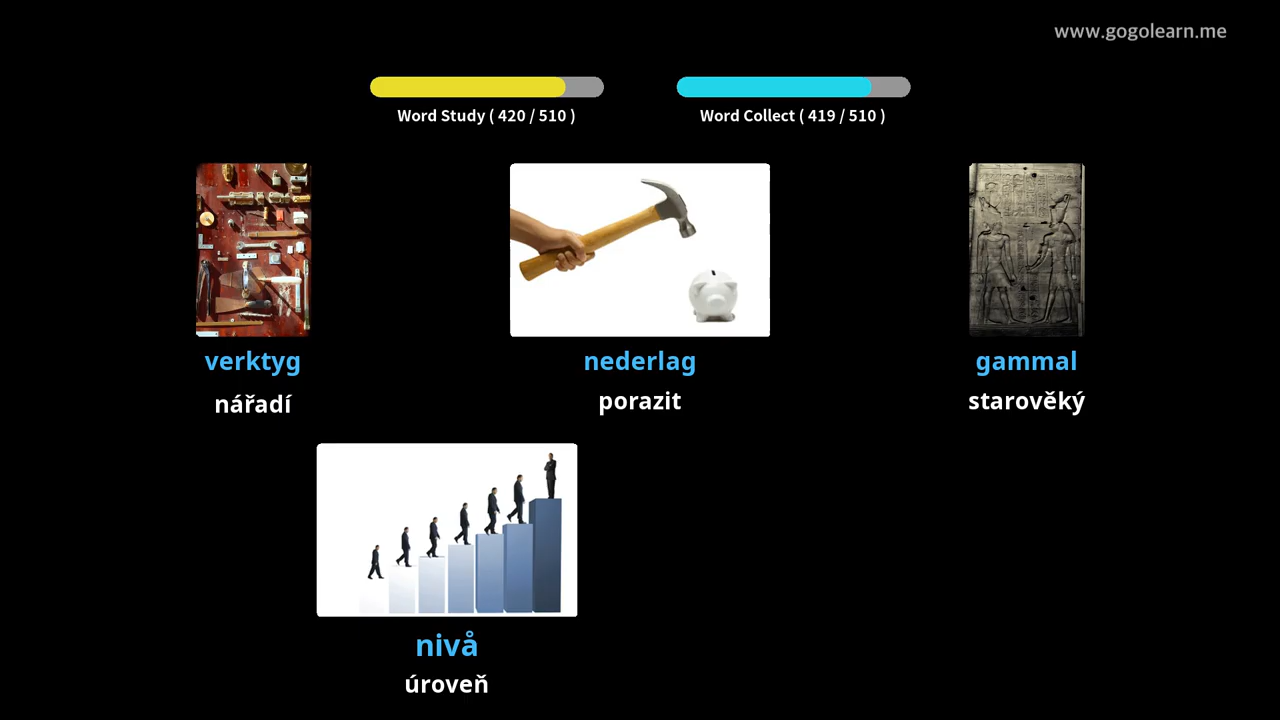 www.gogolearn.me
Word Study ( 420 / 510 )
Word Collect ( 419 / 510 )
verktyg
nářadí
nederlag
porazit
gammal
starověký
nivå
úroveň